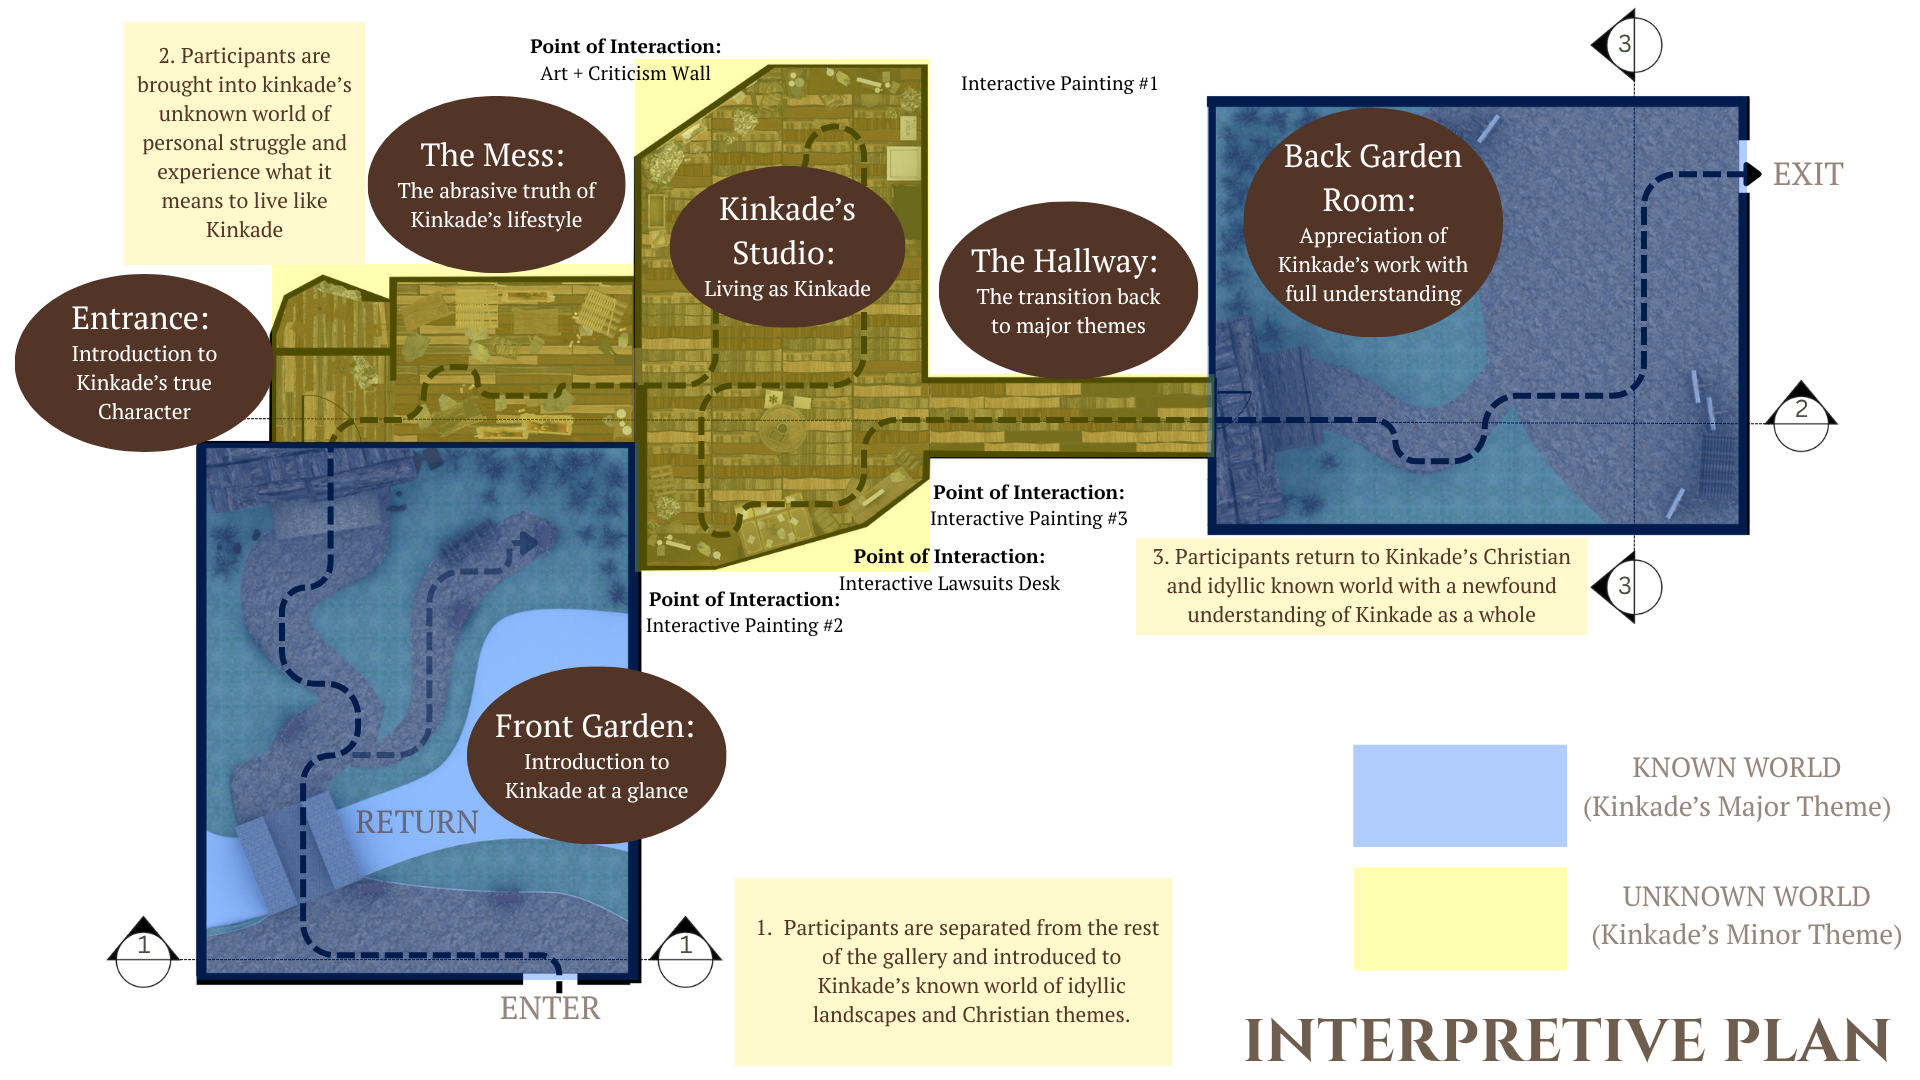 2. Participants are
brought into kinkade's
unknown world of
personal struggle and
experience what it
means to live like
Kinkade
Point of Interaction:
Art + Criticism Wall
Interactive Painting #1
The Mess:
The abrasive truth of
Kinkade's lifestyle
Kinkade's
Studio:
Living as Kinkade
The Hallway:
The transition back
to major themes
Back Garden
Room:
Appreciation of
Kinkade's work with
full understanding
3
EXIT
Entrance:
Introduction to
Kinkade's true
Character
2
Point of Interaction:
Interactive Painting #3
Point of Interaction:
Interactive Lawsuits Desk
Point of Interaction:
Interactive Painting #2
3. Participants return to Kinkade's Christian
and idyllic known world with a newfound
understanding of Kinkade as a whole
3
Front Garden:
Introduction to
Kinkade at a glance
RETURN
KNOWN WORLD
(Kinkade's Major Theme)
UNKNOWN WORLD
(Kinkade's Minor Theme)
1
1
1. Participants are separated from the rest
of the gallery and introduced to
Kinkade's known world of idyllic
landscapes and Christian themes.
ENTER
INTERPRETIVE PLAN